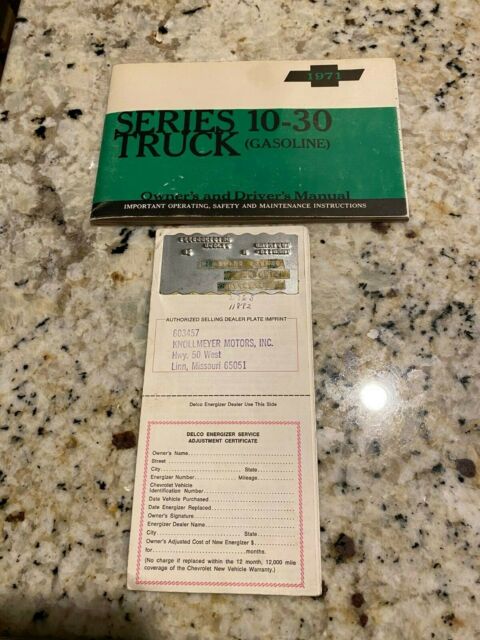 1971
SERIES 10-30
TRUCK (GASOLINE)
Owner's and Driver's Manual
IMPORTANT OPERATING, SAFETY AND MAINTENANCE INSTRUCTIONS
11892
AUTHORIZED SELLING DEALER PLATE IMPRINT
603457
KNOLLMEYER MOTORS, INC.
Hwy. 50 West
Linn, Missouri 65051
Delco Energizer Dealer Use This Side
DELCO ENERGIZER SERVICE
ADJUSTMENT CERTIFICATE
Owner's Name
Street
City State
Energizer Number Mileage
Chevrolet Vehicle
Identification Number
Date Vehicle Purchased
Date Energizer Replaced
Owner's Signature
Energizer Dealer Name
City State
Owner's Adjusted Cost of New Energizer $
for months.
(No charge if replaced within the 12 month, 12,000 mile
coverage of the Chevrolet New Vehicle Warranty.)